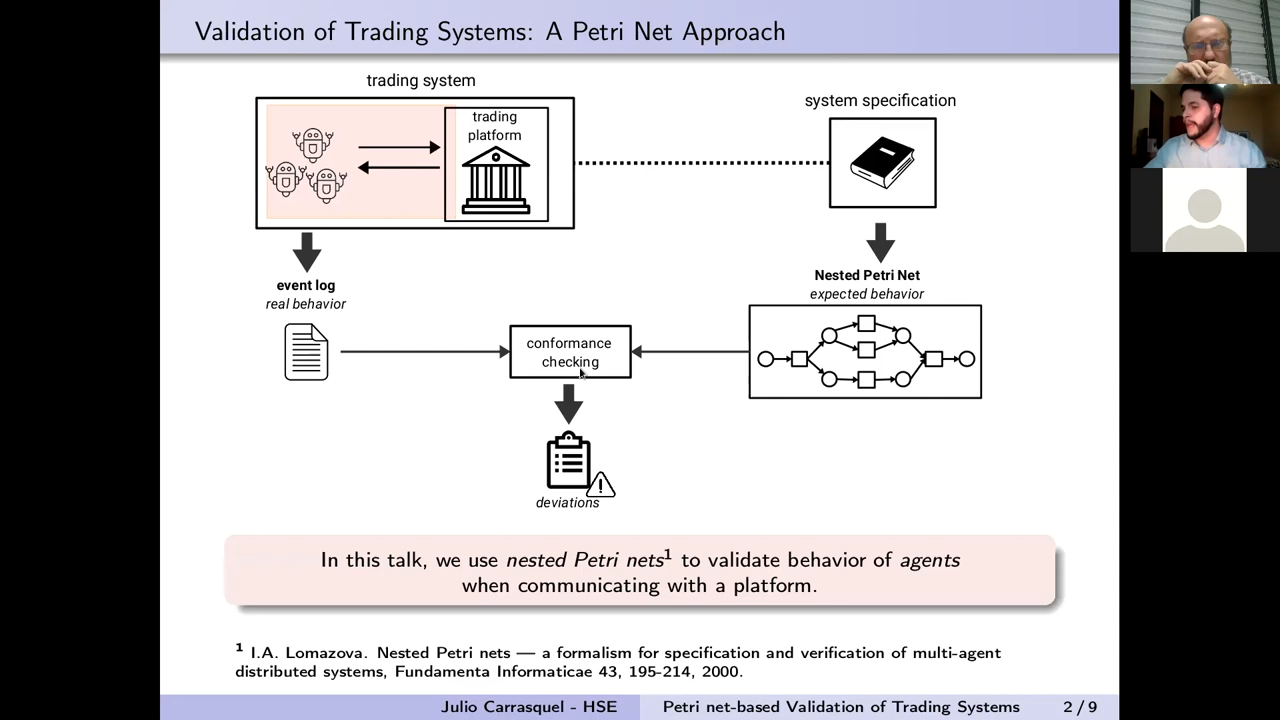 Validation of Trading Systems: A Petri Net Approach
trading system
trading
platform
system specification
event log
real behavior
Nested Petri Net
expected behavior
conformance
checking
deviations
In this talk, we use nested Petri nets¹ to validate behavior of agents
when communicating with a platform.
¹ I.A. Lomazova. Nested Petri nets — a formalism for specification and verification of multi-agent
distributed systems, Fundamenta Informaticae 43, 195-214, 2000.
Julio Carrasquel - HSE
Petri net-based Validation of Trading Systems
2 / 9